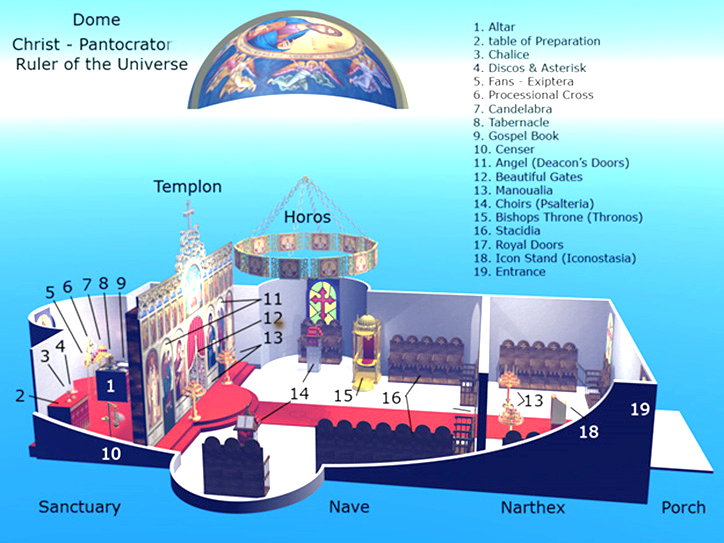 Dome
Christ - Pantocrator
Ruler of the Universe
1. Altar
2. table of Preparation
3. Chalice
4. Discos & Asterisk
5. Fans - Exiptera
6. Processional Cross
7. Candelabra
8. Tabernacle
9. Gospel Book
10. Censer
11. Angel (Deacon's Doors)
12. Beautiful Gates
13. Manoualia
14. Choirs (Psalteria)
15. Bishops Throne (Thronos)
16. Stacidia
17. Royal Doors
18. Icon Stand (Iconostasia)
19. Entrance
Templon
Horos
5 6 7 8 9
3 4
2
1
10
11
12
13
14
15
16
13
18
19
Sanctuary
Nave
Narthex
Porch